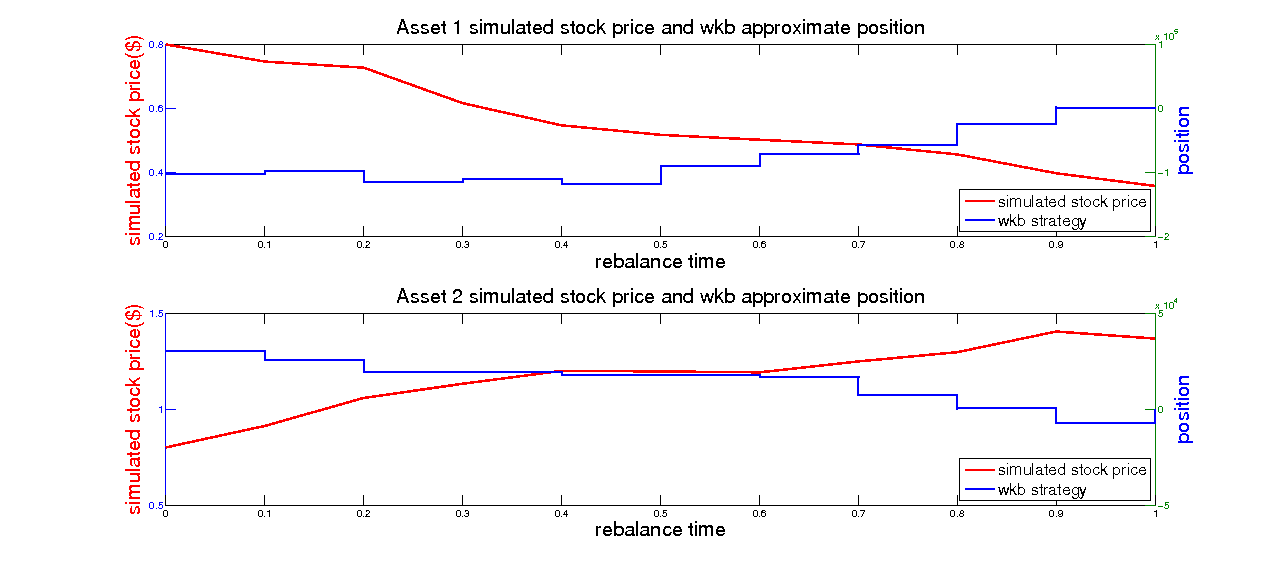 Asset 1 simulated stock price and wkb approximate position
x 10^5
simulated stock price($)
0.8
0.6
0.4
0.2
1
0
-1
-2
position
simulated stock price
wkb strategy
0 0.1 0.2 0.3 0.4 0.5 0.6 0.7 0.8 0.9 1
rebalance time
Asset 2 simulated stock price and wkb approximate position
x 10^4
simulated stock price($)
1.5
1
0.5
5
0
-5
position
simulated stock price
wkb strategy
0 0.1 0.2 0.3 0.4 0.5 0.6 0.7 0.8 0.9 1
rebalance time